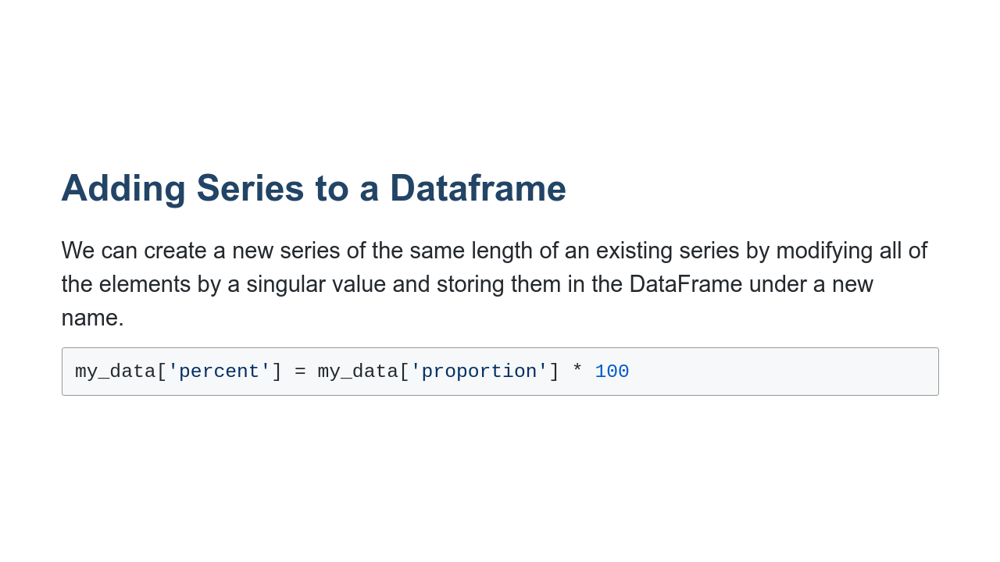 Adding Series to a Dataframe
We can create a new series of the same length of an existing series by modifying all of
the elements by a singular value and storing them in the DataFrame under a new
name.
my_data['percent'] = my_data['proportion'] * 100